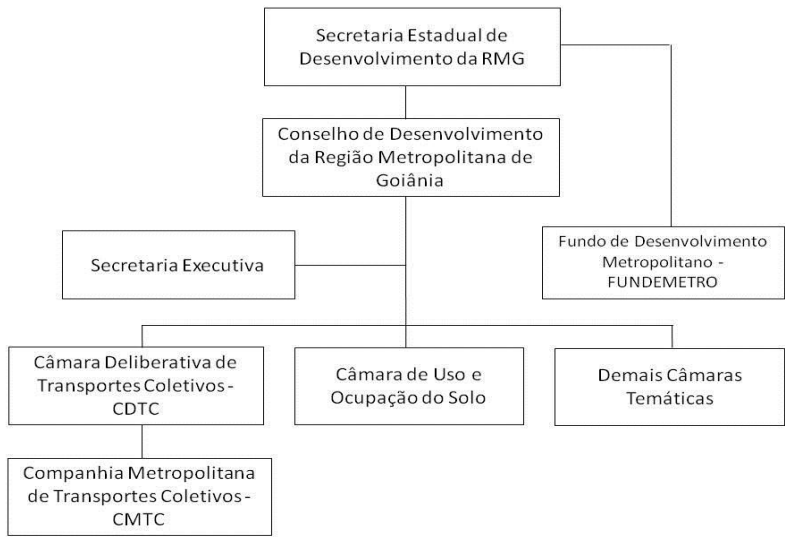 Secretaria Estadual de
Desenvolvimento da RMG
Conselho de Desenvolvimento
da Região Metropolitana de
Goiânia
Secretaria Executiva
Fundo de Desenvolvimento
Metropolitano -
FUNDEMETRO
Câmara Deliberativa de
Transportes Coletivos -
CDTC
Câmara de Uso e
Ocupação do Solo
Demais Câmaras
Temáticas
Companhia Metropolitana
de Transportes Coletivos -
CMTC